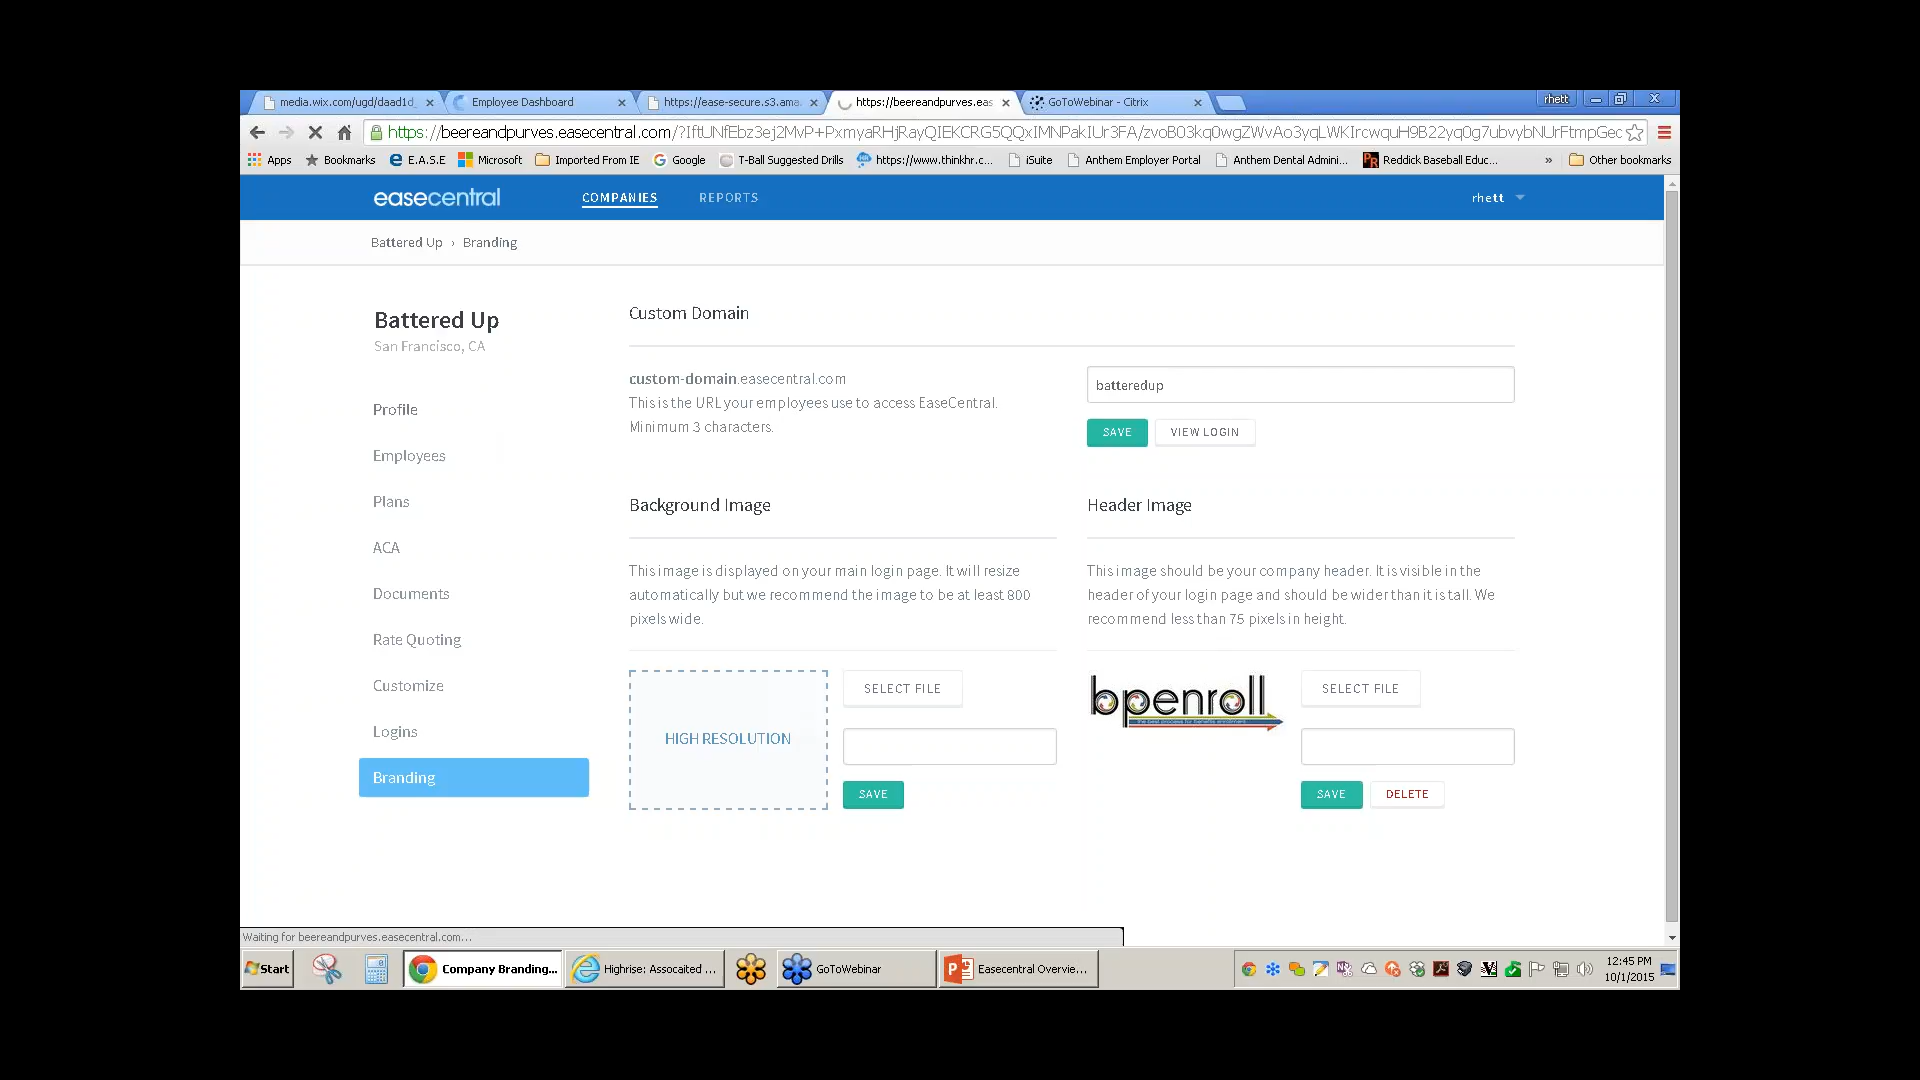 media.wix.com/ugd/daad1d_
Employee Dashboard
https://ease-secure.s3.ama
https://beereandpurves.eas
GoToWebinar - Citrix
rhett
Apps
Bookmarks
E.A.S.E
Microsoft
Imported From IE
Google
T-Ball Suggested Drills
https://www.thinkhr.c...
iSuite
Anthem Employer Portal
Anthem Dental Admini...
Reddick Baseball Educ...
»
Other bookmarks
easecentral
COMPANIES
REPORTS
rhett
Battered Up › Branding
Battered Up
San Francisco, CA
Profile
Employees
Plans
ACA
Documents
Rate Quoting
Customize
Logins
Branding
Custom Domain
custom-domain.easecentral.com
This is the URL your employees use to access EaseCentral.
Minimum 3 characters.
batteredup
SAVE
VIEW LOGIN
Background Image
This image is displayed on your main login page. It will resize
automatically but we recommend the image to be at least 800
pixels wide.
HIGH RESOLUTION
SELECT FILE
SAVE
Header Image
This image should be your company header. It is visible in the
header of your login page and should be wider than it is tall. We
recommend less than 75 pixels in height.
bpenroll
the best process for benefits enrollment
SELECT FILE
SAVE
DELETE
Waiting for beereandpurves.easecentral.com...
Start
Company Branding...
Highrise: Assocaited ...
GoToWebinar
Easecentral Overvie...
12:45 PM
10/1/2015